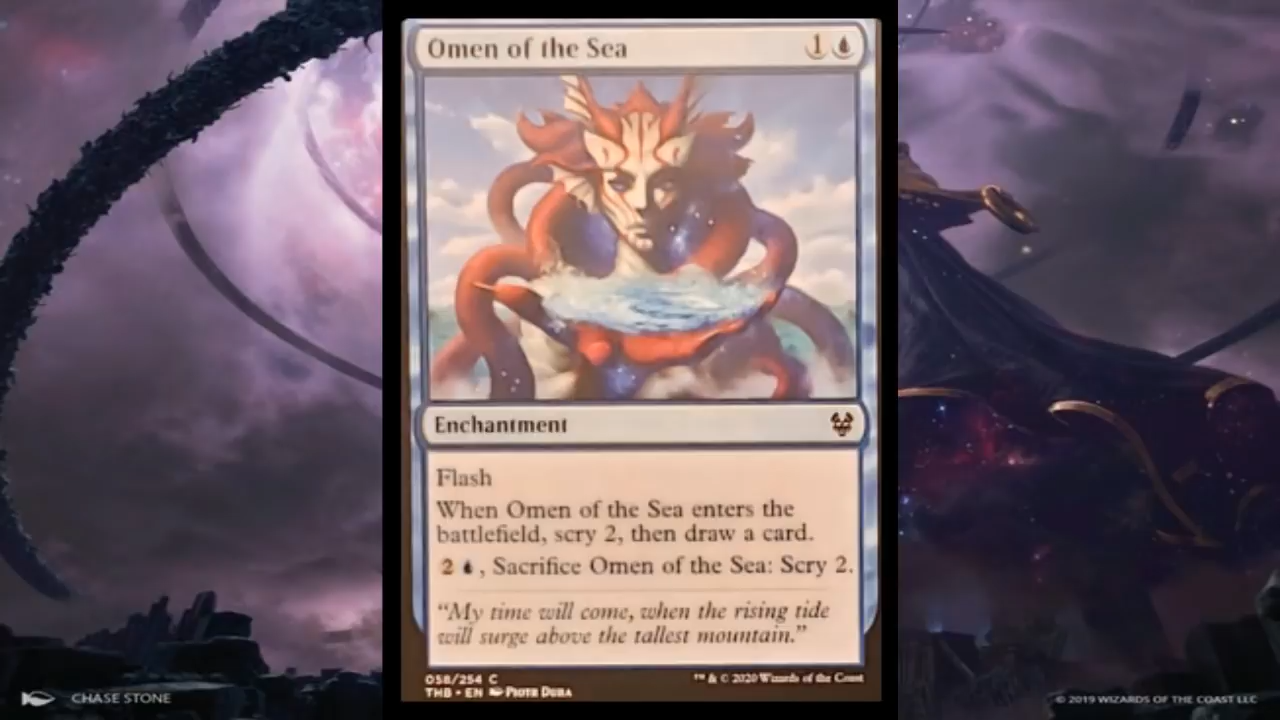 Omen of the Sea 1
Enchantment
Flash
When Omen of the Sea enters the
battlefield, scry 2, then draw a card.
2 , Sacrifice Omen of the Sea: Scry 2.
“My time will come, when the rising tide
will surge above the tallest mountain.”
058/254 C
THB • EN Piotr Dura
™ & © 2020 Wizards of the Coast
CHASE STONE
© 2019 WIZARDS OF THE COAST LLC